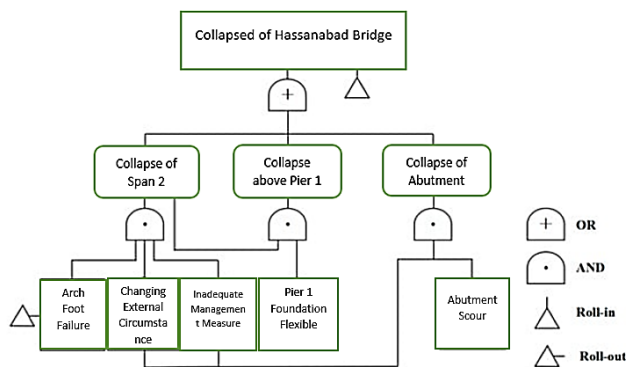 Collapsed of Hassanabad Bridge
+
Collapse of
Span 2
Collapse
above Pier 1
Collapse of
Abutment
+
OR
AND
Roll-in
Roll-out
Arch
Foot
Failure
Changing
External
Circumsta
nce
Inadequate
Managemen
t Measure
Pier 1
Foundation
Flexible
Abutment
Scour